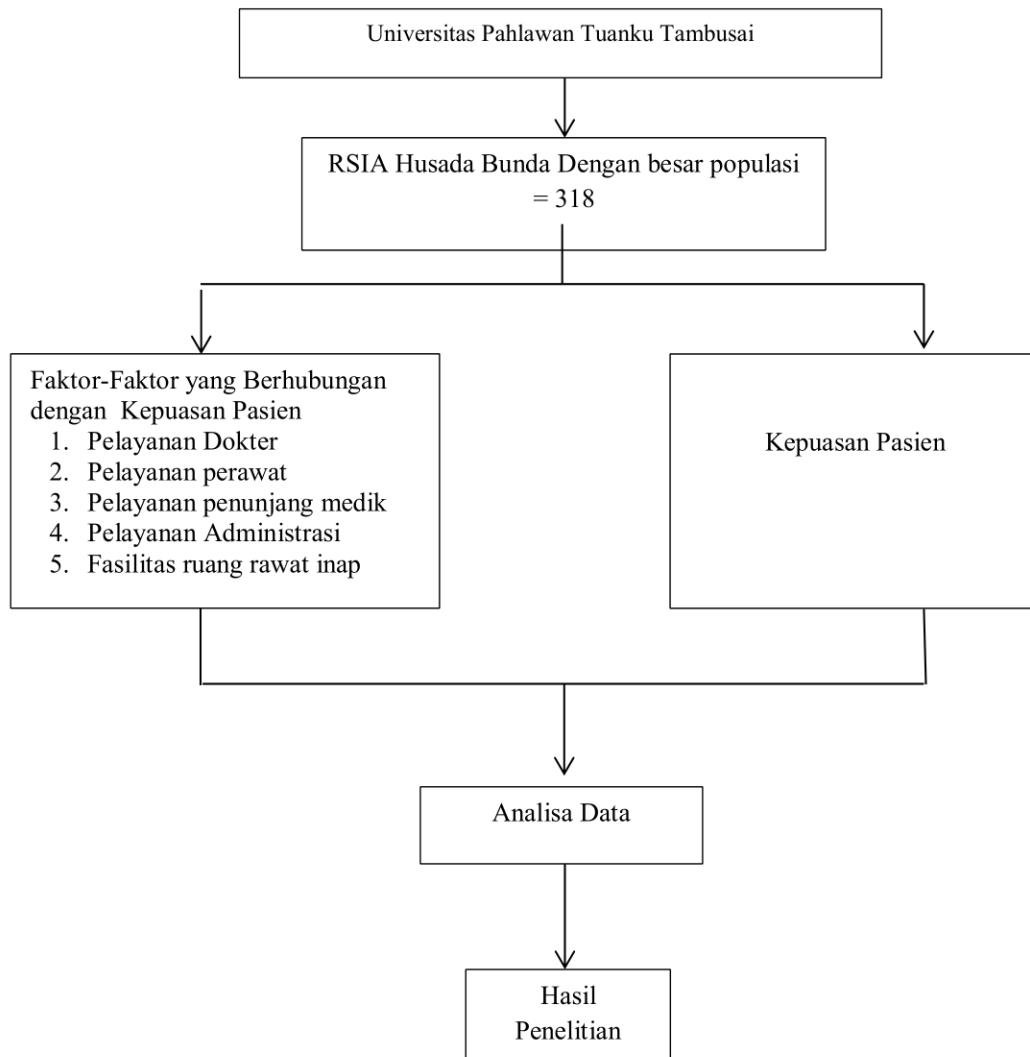 Universitas Pahlawan Tuanku Tambusai
RSIA Husada Bunda Dengan besar populasi
= 318
Faktor-Faktor yang Berhubungan
dengan Kepuasan Pasien
1. Pelayanan Dokter
2. Pelayanan perawat
3. Pelayanan penunjang medik
4. Pelayanan Administrasi
5. Fasilitas ruang rawat inap
Kepuasan Pasien
Analisa Data
Hasil
Penelitian